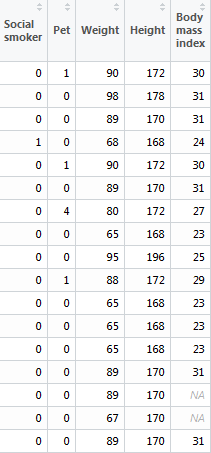 Social smoker Pet Weight Height Body mass index
0 1 90 172 30
0 0 98 178 31
0 0 89 170 31
1 0 68 168 24
0 1 90 172 30
0 0 89 170 31
0 4 80 172 27
0 0 65 168 23
0 0 95 196 25
0 1 88 172 29
0 0 65 168 23
0 0 65 168 23
0 0 65 168 23
0 0 89 170 31
0 0 89 170 NA
0 0 67 170 NA
0 0 89 170 31